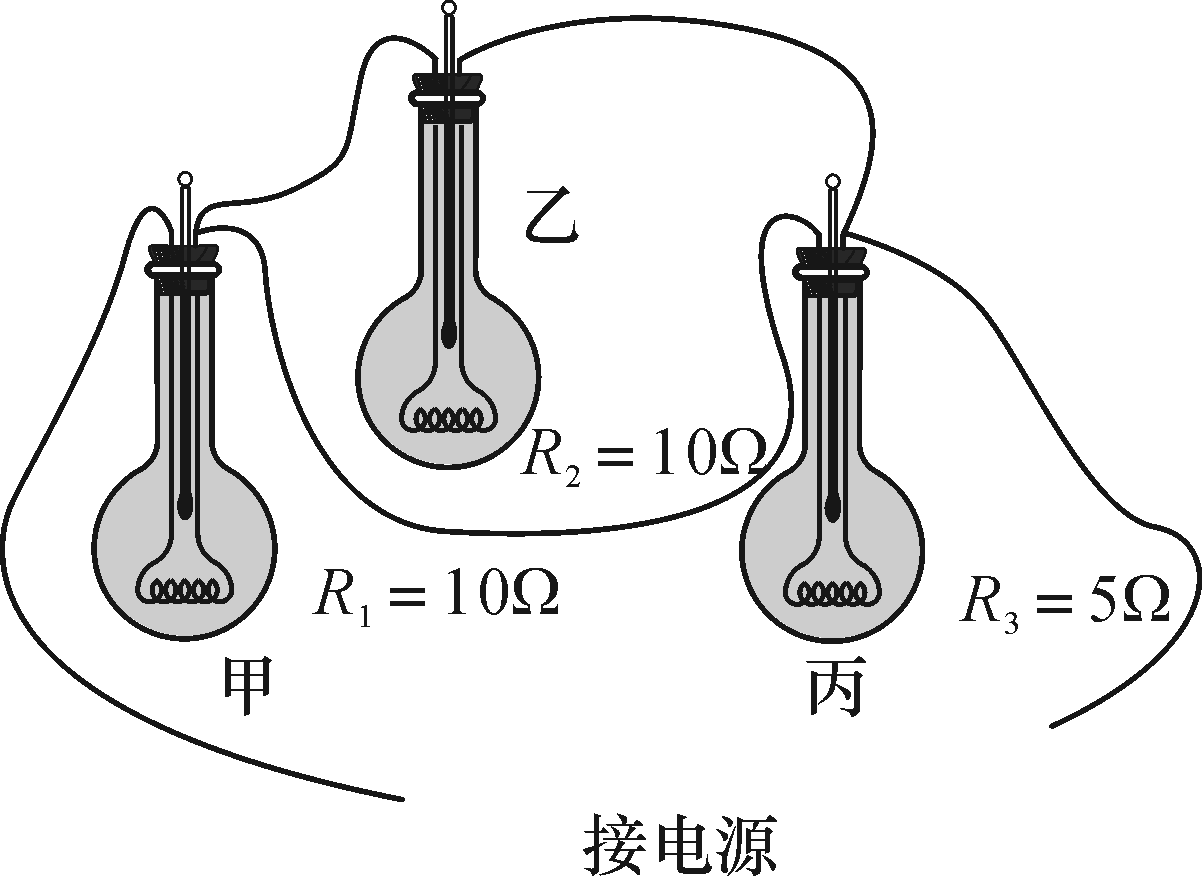 乙
R₂ = 10Ω
R₁ = 10Ω
R₃ = 5Ω
甲
丙
接电源